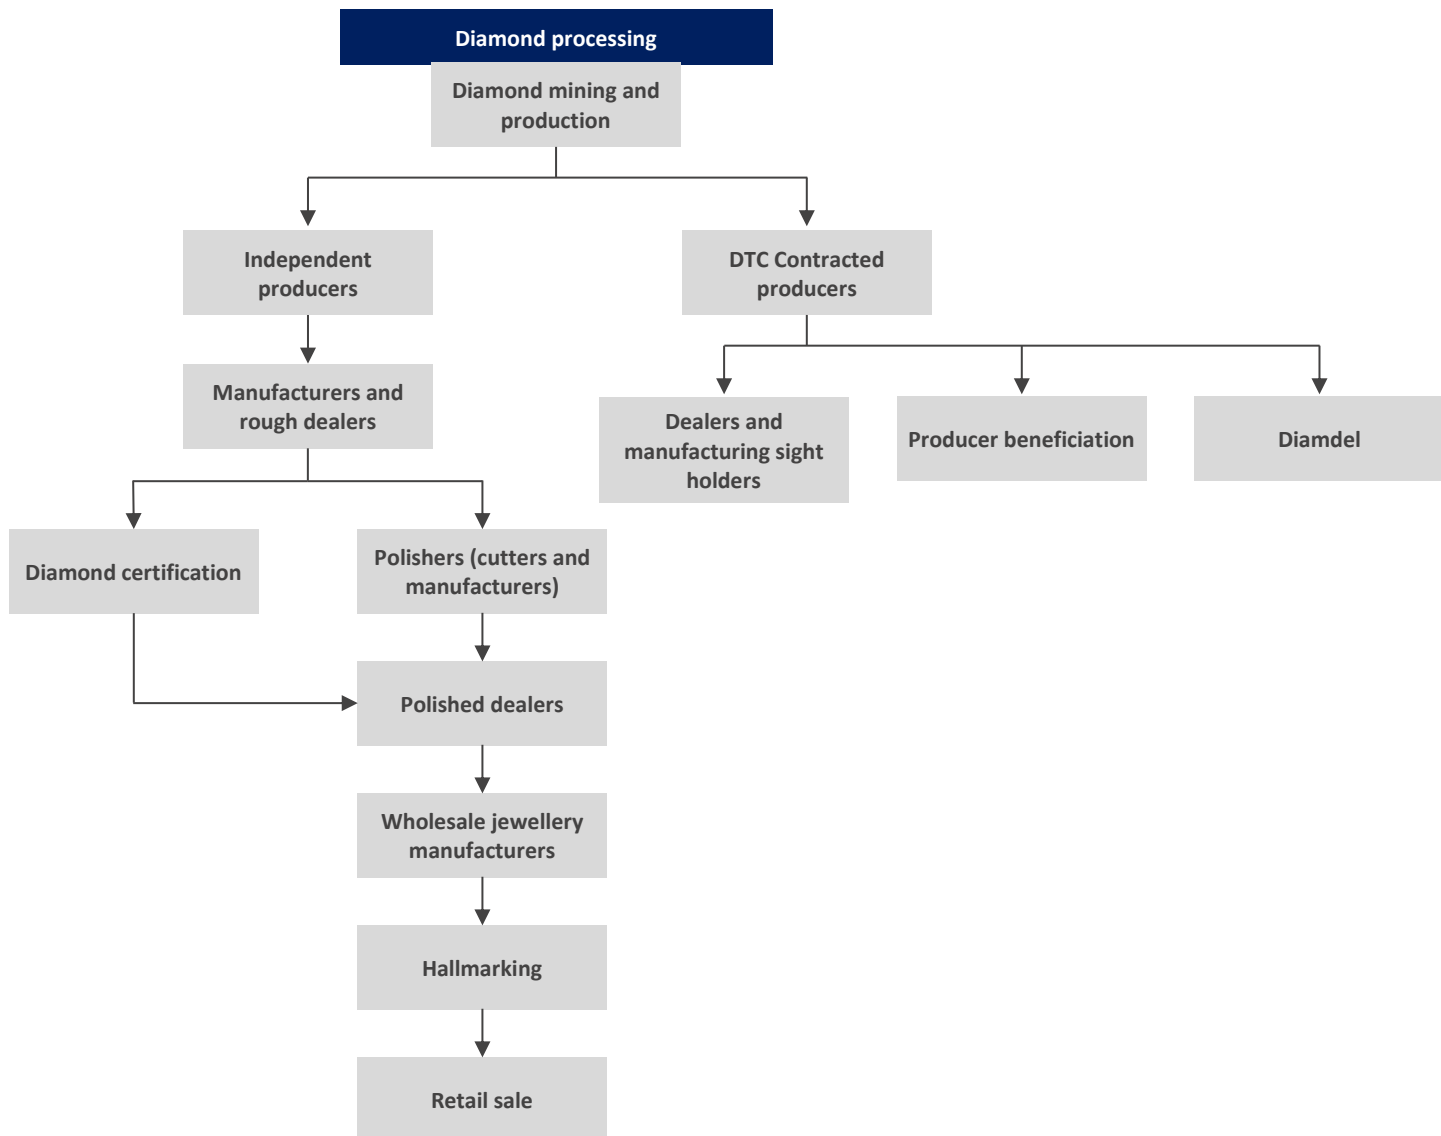 Diamond processing
Diamond mining and
production
Independent
producers
DTC Contracted
producers
Manufacturers and
rough dealers
Dealers and
manufacturing sight
holders
Producer beneficiation
Diamdel
Diamond certification
Polishers (cutters and
manufacturers)
Polished dealers
Wholesale jewellery
manufacturers
Hallmarking
Retail sale